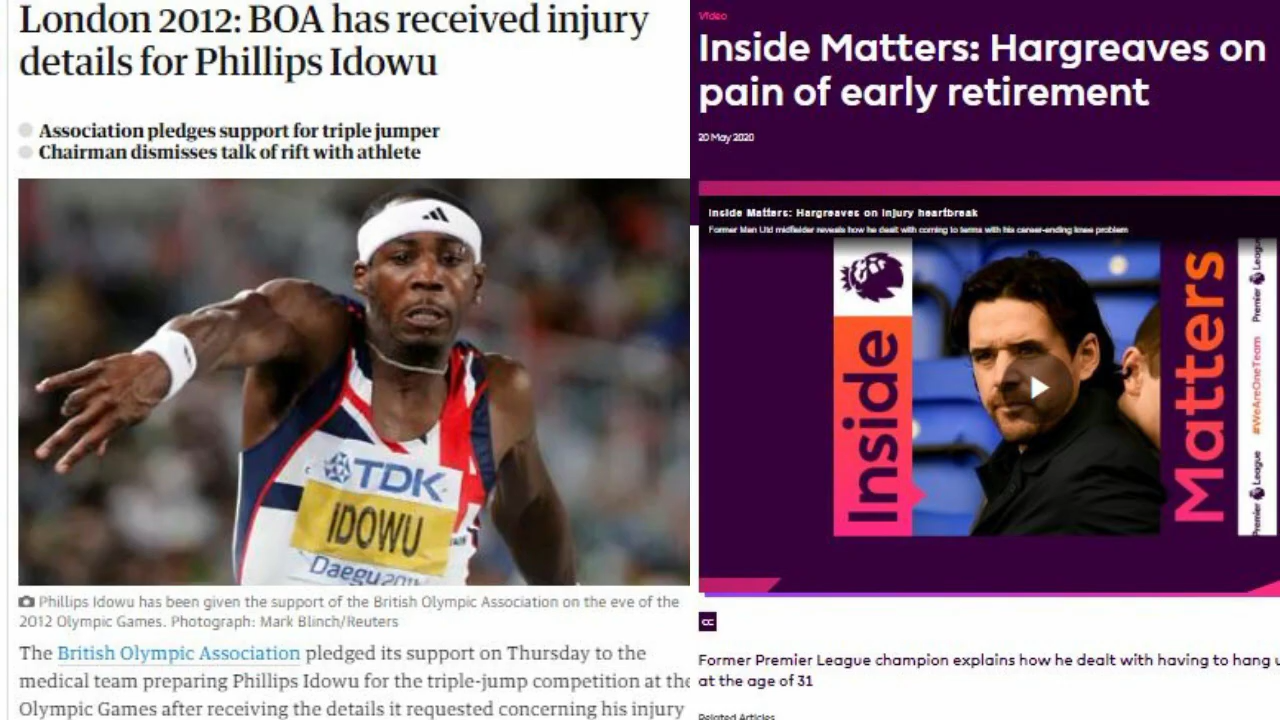 London 2012: BOA has received injury
details for Phillips Idowu
Association pledges support for triple jumper
Chairman dismisses talk of rift with athlete
TDK
IDOWU
Daegu 2011
Phillips Idowu has been given the support of the British Olympic Association on the eve of the
2012 Olympic Games. Photograph: Mark Blinch/Reuters
The British Olympic Association pledged its support on Thursday to the
medical team preparing Phillips Idowu for the triple-jump competition at the
Olympic Games after receiving the details it requested concerning his injury
Video
Inside Matters: Hargreaves on
pain of early retirement
20 May 2020
Inside Matters: Hargreaves on injury heartbreak
Former Man Utd midfielder reveals how he dealt with coming to terms with his career-ending knee problem
Inside
Matters
Premier League
#WeAreOneTeam
Premier League
CC
Former Premier League champion explains how he dealt with having to hang u
at the age of 31
Related Articles